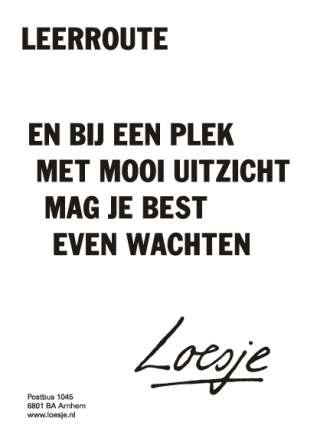 LEERROUTE
EN BIJ EEN PLEK
MET MOOI UITZICHT
MAG JE BEST
EVEN WACHTEN
Loesje
Postbus 1045
6801 BA Arnhem
www.loesje.nl